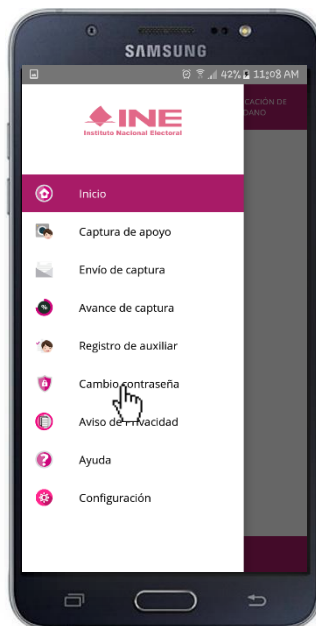 SAMSUNG
42% 11:08 AM
INE
Instituto Nacional Electoral
CACIÓN DE
DANO
Inicio
Captura de apoyo
Envío de captura
%
Avance de captura
Registro de auxiliar
Cambio contraseña
Aviso de Privacidad
Ayuda
Configuración